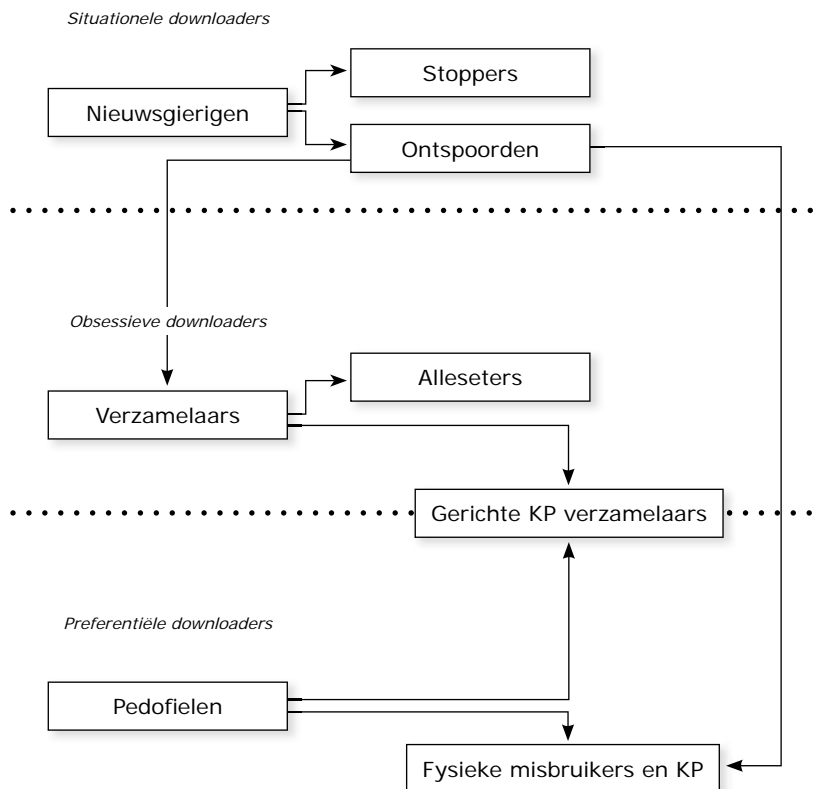 Situationele downloaders
Stoppers
Nieuwsgierigen
Ontspoorden
Obsessieve downloaders
Alleseters
Verzamelaars
Gerichte KP verzamelaars
Preferentiële downloaders
Pedofielen
Fysieke misbruikers en KP